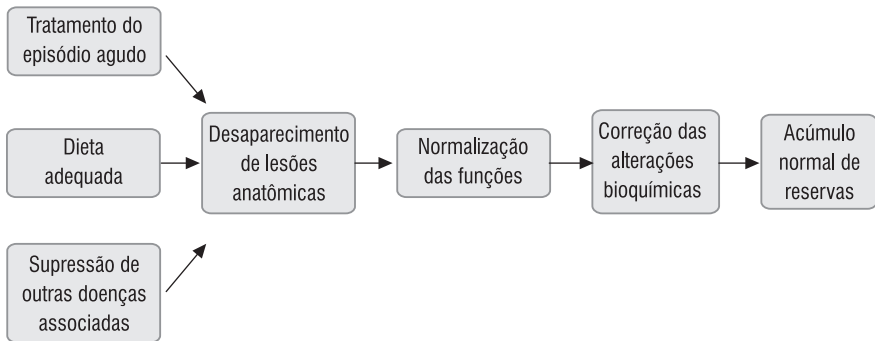 Tratamento do
episódio agudo
Dieta
adequada
Supressão de
outras doenças
associadas
Desaparecimento
de lesões
anatômicas
Normalização
das funções
Correção das
alterações
bioquímicas
Acúmulo
normal de
reservas